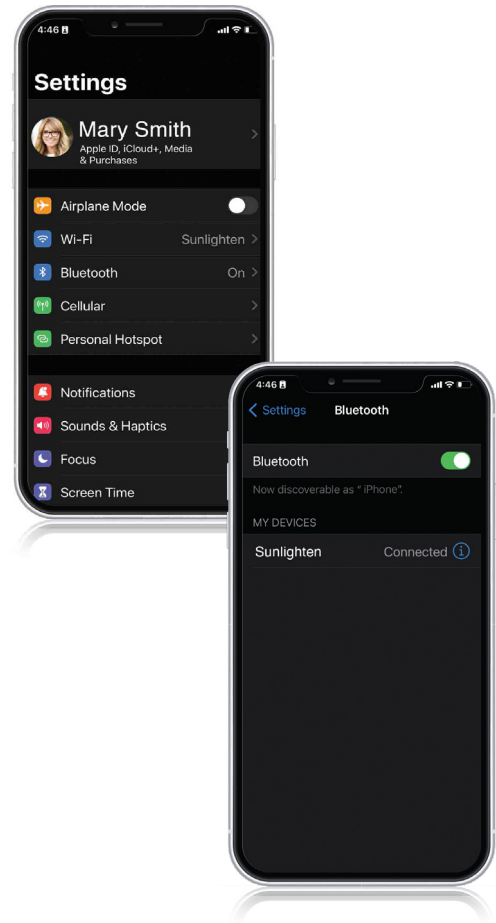 4:46
Settings
Mary Smith
Apple ID, iCloud+, Media
& Purchases
Airplane Mode
Wi-Fi Sunlighten
Bluetooth On
Cellular
Personal Hotspot
Notifications
Sounds & Haptics
Focus
Screen Time
4:46
Settings Bluetooth
Bluetooth
Now discoverable as “ iPhone”.
MY DEVICES
Sunlighten Connected